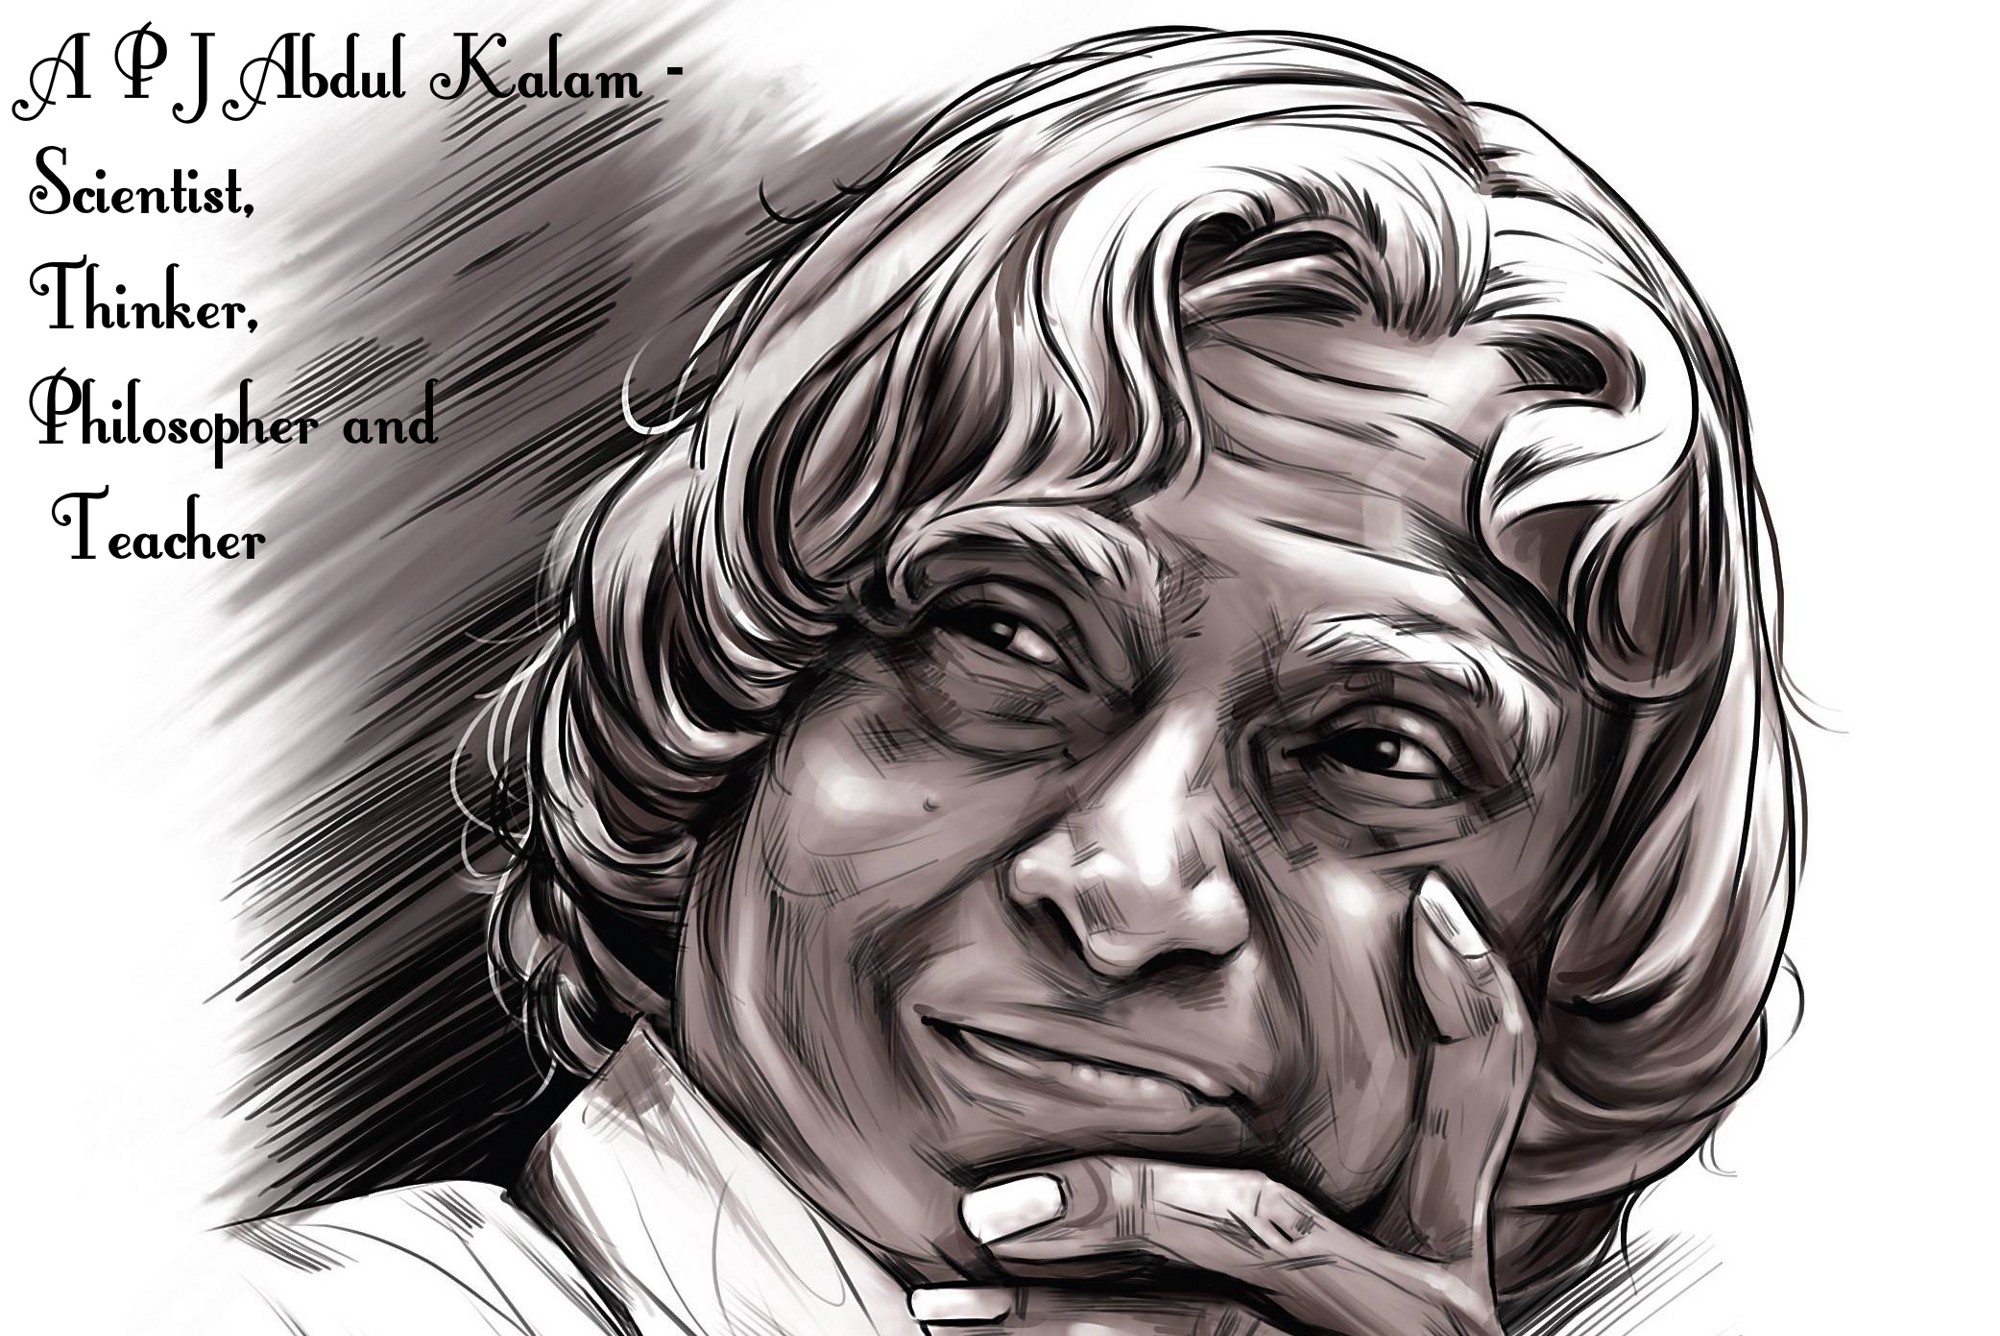 A P J Abdul Kalam -
Scientist,
Thinker,
Philosopher and
Teacher